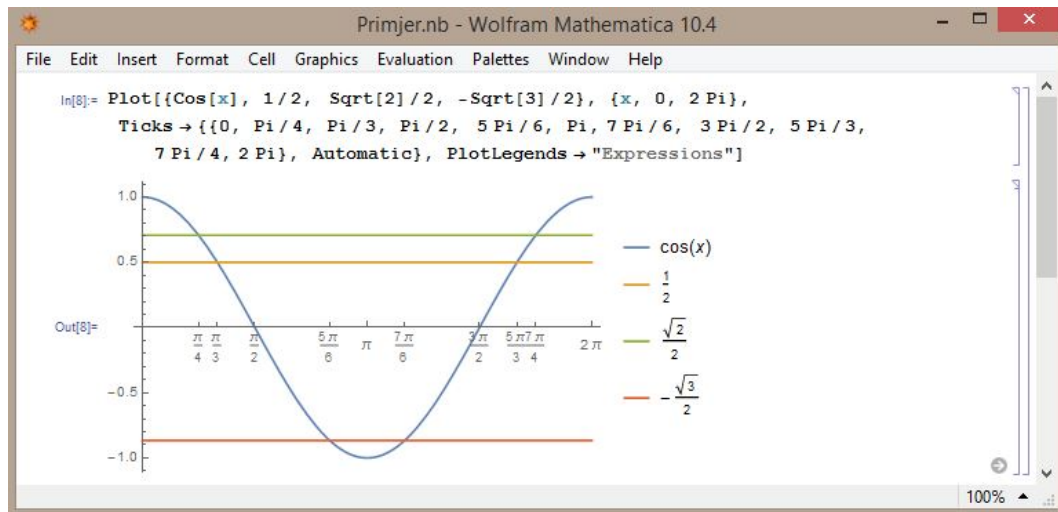 Primjer.nb - Wolfram Mathematica 10.4
File Edit Insert Format Cell Graphics Evaluation Palettes Window Help
In[8]:= Plot[{Cos[x], 1/2, Sqrt[2]/2, -Sqrt[3]/2}, {x, 0, 2 Pi},
Ticks → {{0, Pi/4, Pi/3, Pi/2, 5 Pi/6, Pi, 7 Pi/6, 3 Pi/2, 5 Pi/3,
7 Pi/4, 2 Pi}, Automatic}, PlotLegends → "Expressions"]
1.0
0.5
Out[8]=
π/4 π/3 π/2 5π/6 π 7π/6 3π/2 5π/3 7π/4 2π
-0.5
-1.0
cos(x)
1/2
√2/2
-√3/2
100%